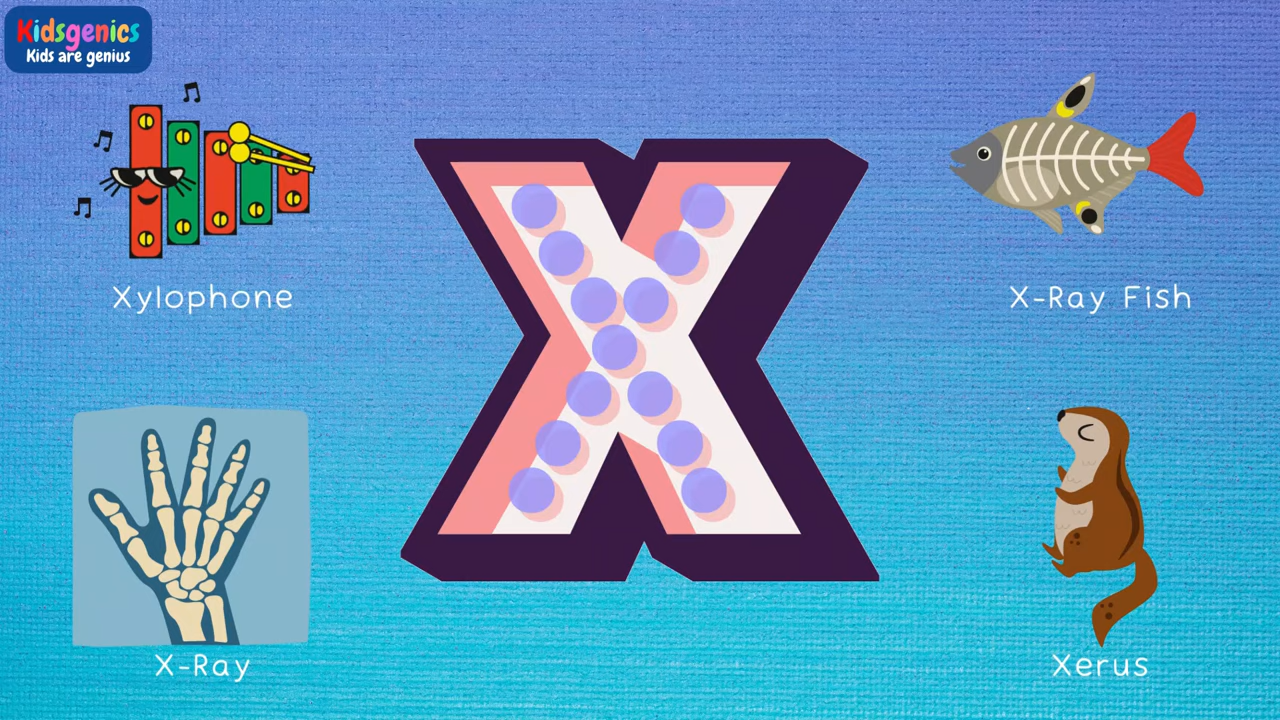 Kidsgenics
Kids are genius
X
Xylophone
X-Ray Fish
X-Ray
Xerus